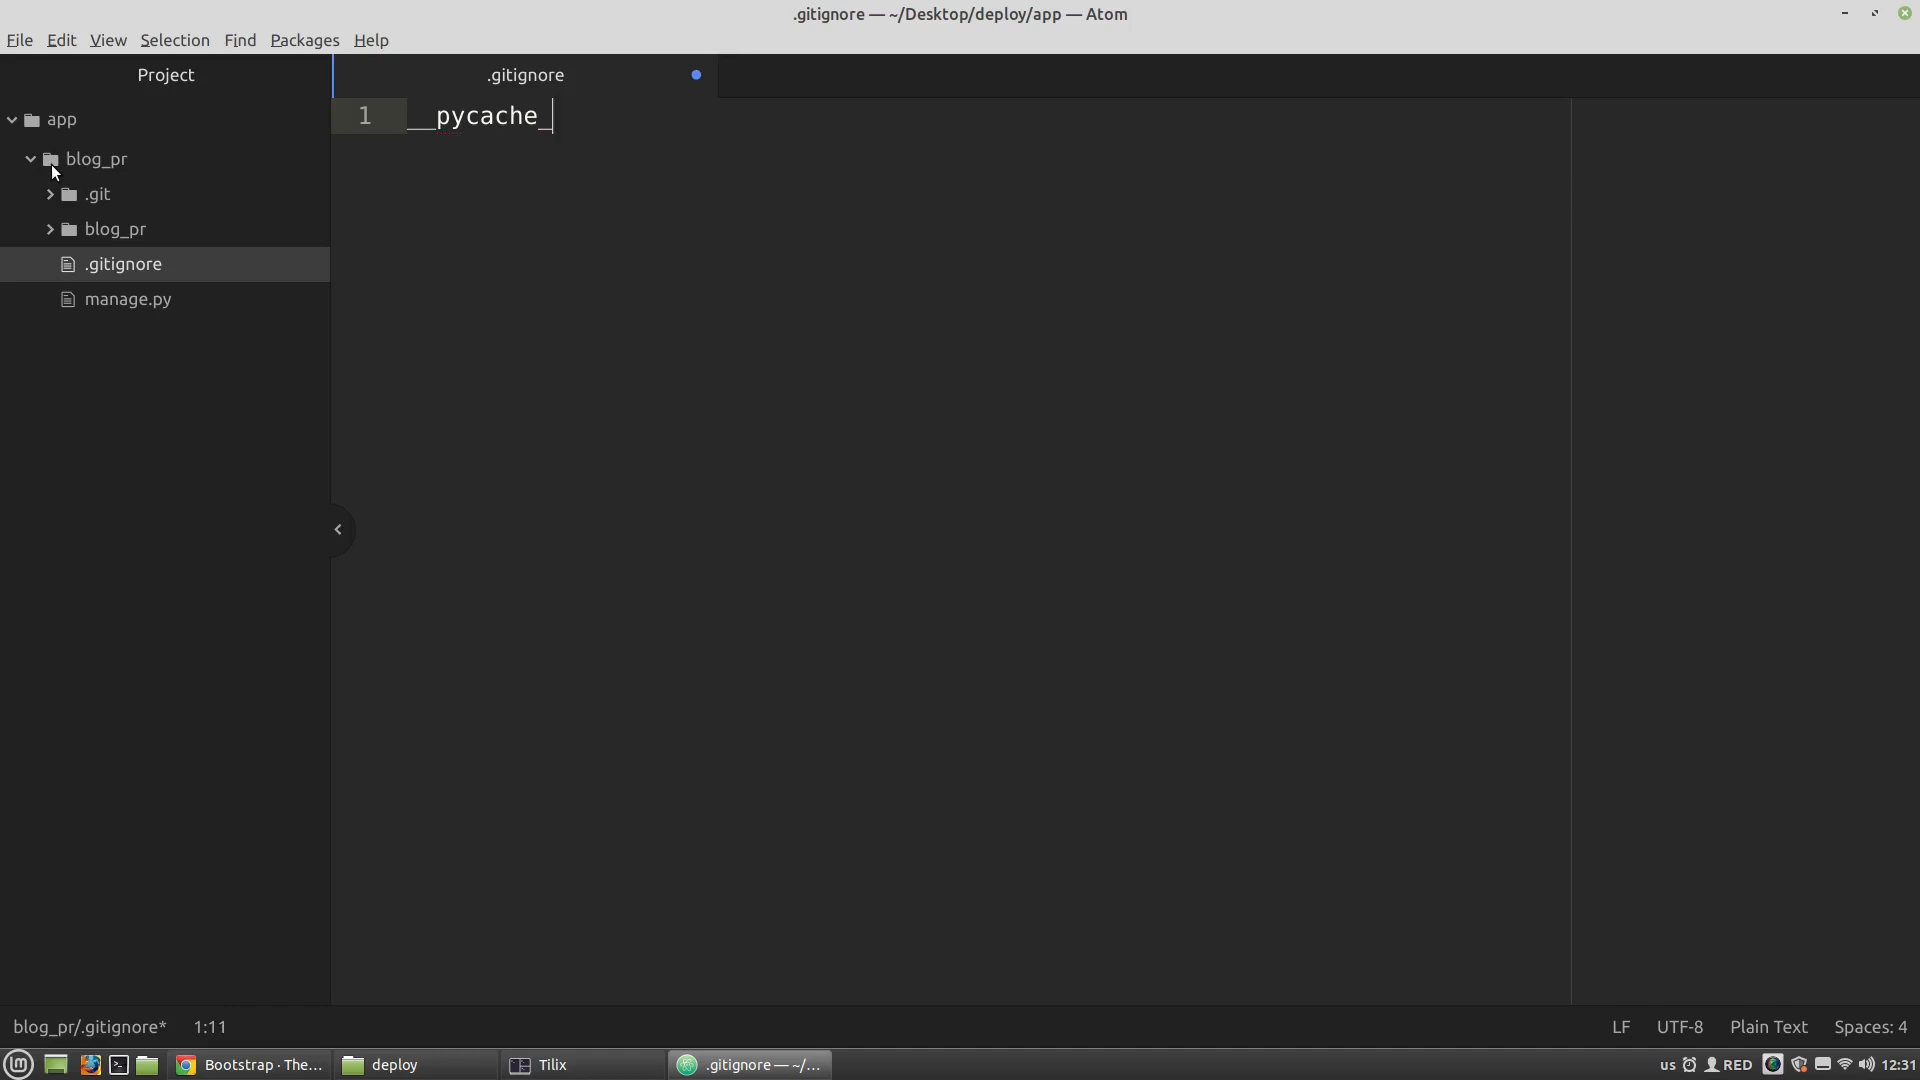 .gitignore — ~/Desktop/deploy/app — Atom
File Edit View Selection Find Packages Help
Project
.gitignore
app
blog_pr
.git
blog_pr
.gitignore
manage.py
1 __pycache_
blog_pr/.gitignore* 1:11
LF UTF-8 Plain Text Spaces: 4
Bootstrap · The... deploy Tilix .gitignore — ~/... us RED 12:31